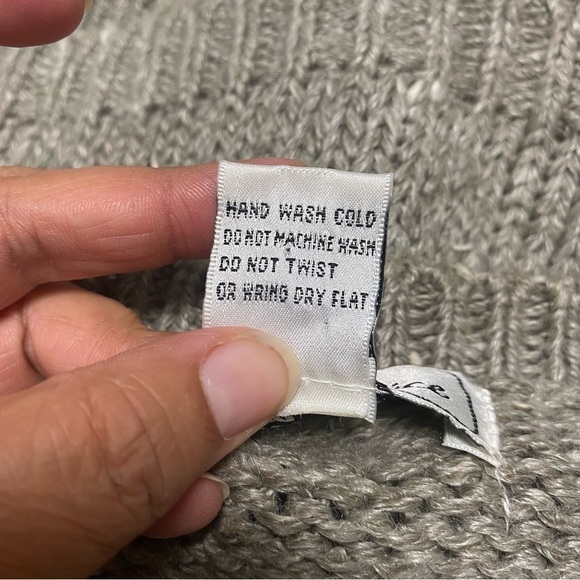 HAND WASH COLD
DO NOT MACHINE WASH
DO NOT TWIST
OR WRING DRY FLAT